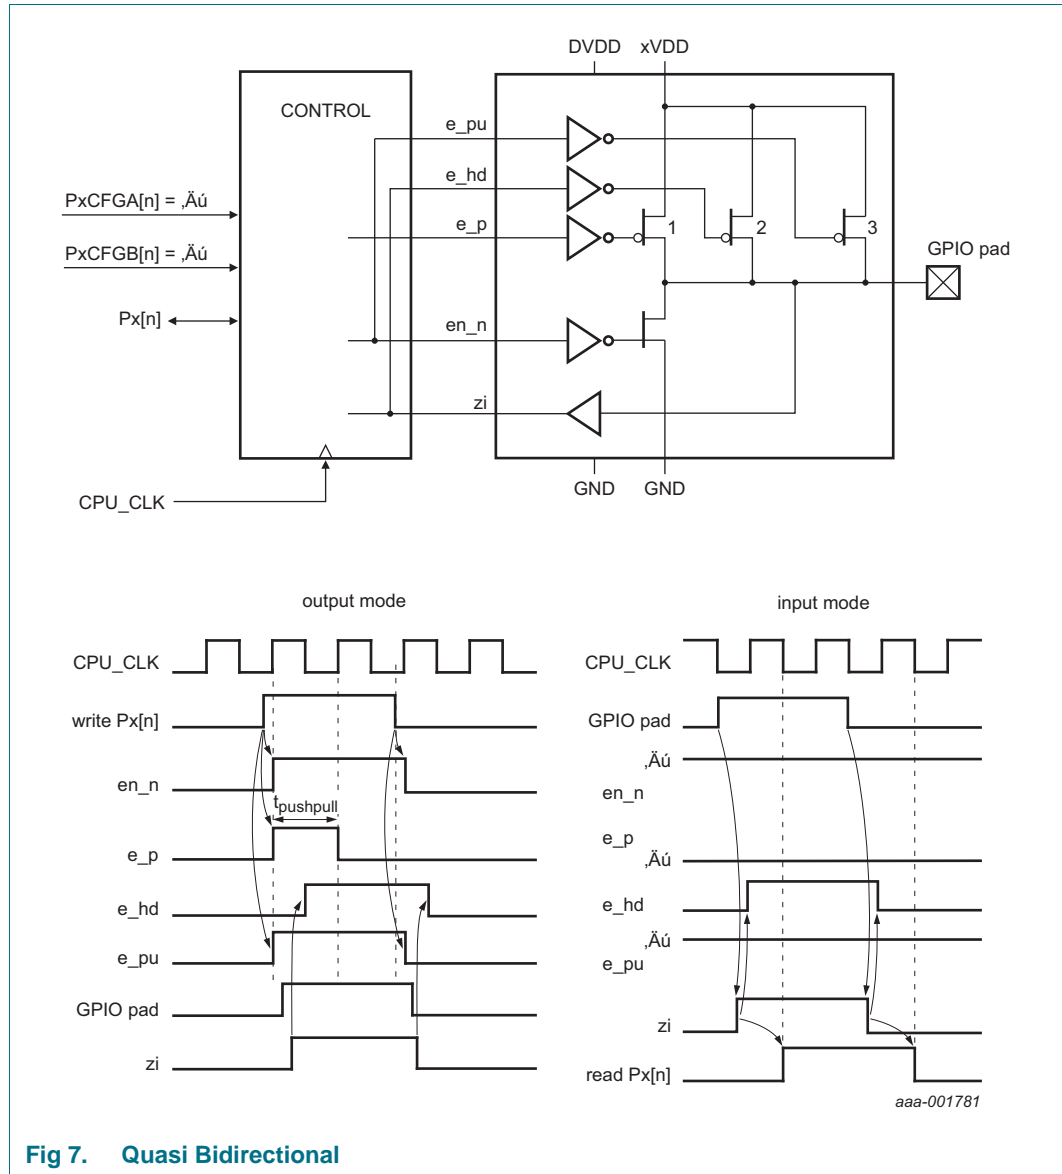 DVDD xVDD
CONTROL
e_pu
e_hd
PxCFGA[n] = ‚Äú
e_p
1 2 3
PxCFGB[n] = ‚Äú
GPIO pad
Px[n]
en_n
zi
GND GND
CPU_CLK
output mode
CPU_CLK
write Px[n]
en_n
tpushpull
e_p
e_hd
e_pu
GPIO pad
zi
input mode
CPU_CLK
GPIO pad
‚Äú
en_n
e_p
‚Äú
e_hd
‚Äú
e_pu
zi
read Px[n]
aaa-001781
Fig 7. Quasi Bidirectional